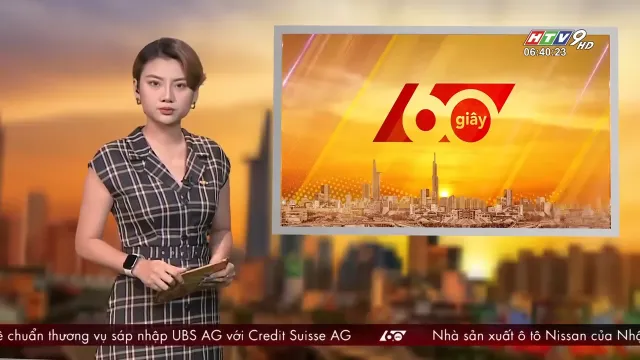 HTV9 HD
06:40:23
60 giây
ê chuẩn thương vụ sáp nhập UBS AG với Credit Suisse AG
60
Nhà sản xuất ô tô Nissan của Nhậ